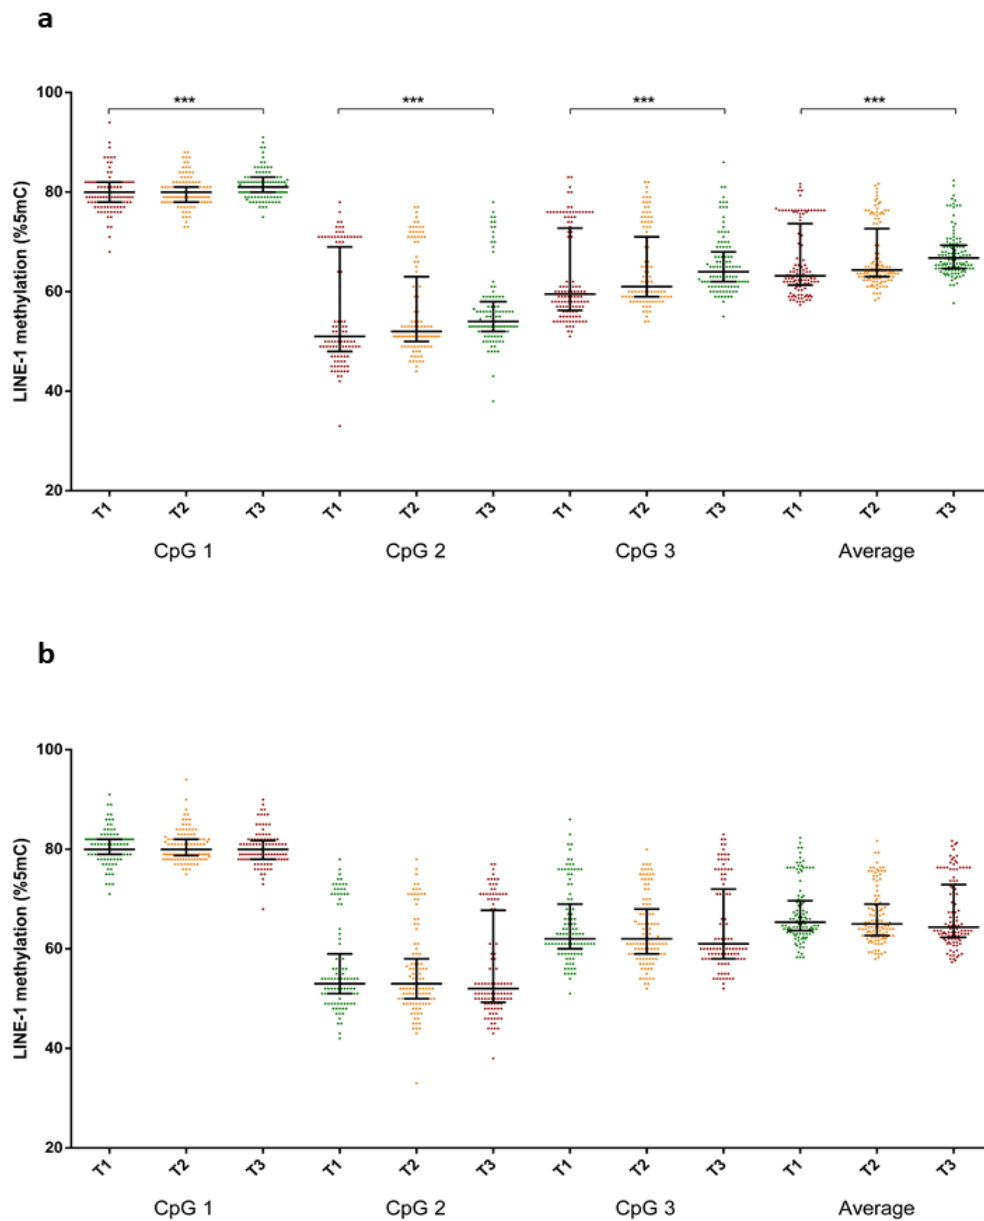 a
LINE-1 methylation (%5mC)
100
80
60
40
20
*** *** *** ***
T1 T2 T3 T1 T2 T3 T1 T2 T3 T1 T2 T3
CpG 1 CpG 2 CpG 3 Average
b
LINE-1 methylation (%5mC)
100
80
60
40
20
T1 T2 T3 T1 T2 T3 T1 T2 T3 T1 T2 T3
CpG 1 CpG 2 CpG 3 Average